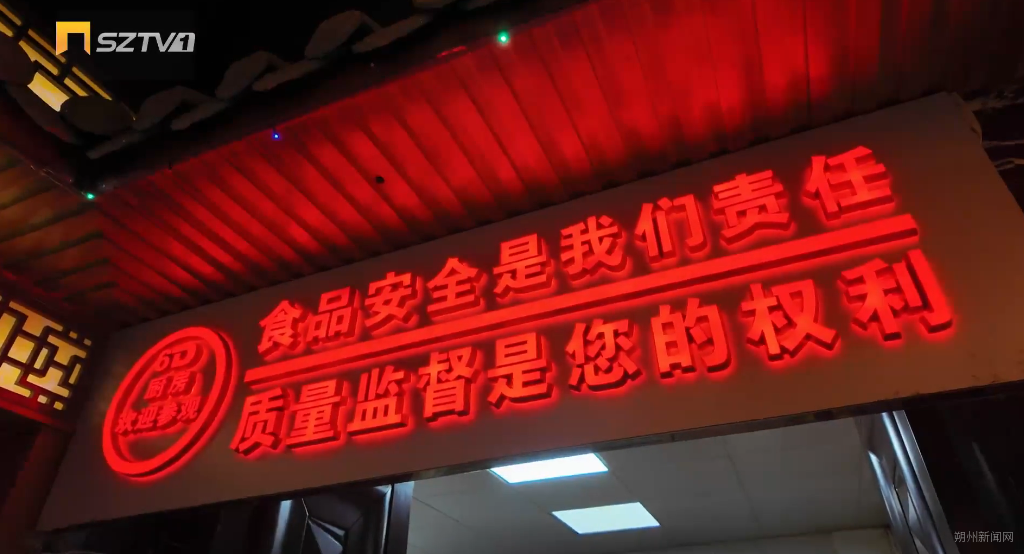 SZTV1
食品安全是我们责任
质量监督是您的权利
6D
厨房
欢迎参观
朔州新闻网